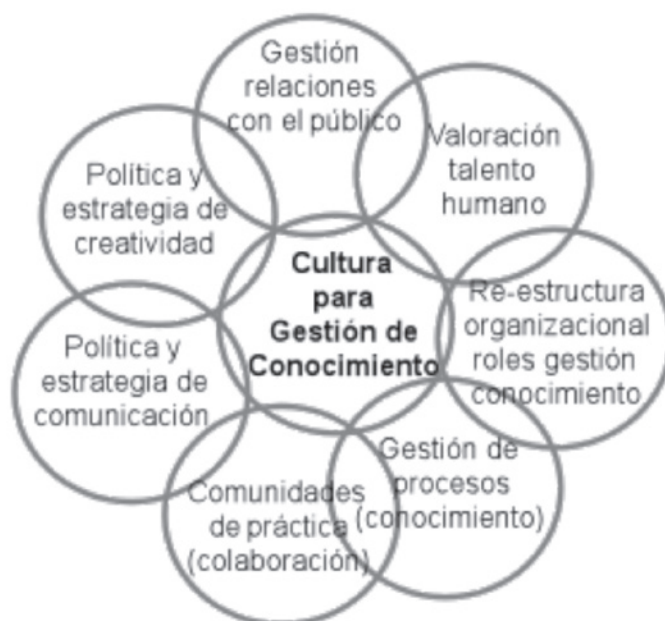 Gestión
relaciones
con el público
Valoración
talento
humano
Política y
estrategia de
creatividad
Cultura
para
Gestión de
Conocimiento
Re-estructura
organizacional
roles gestión
conocimiento
Política y
estrategia de
comunicación
Gestión de
procesos
(conocimiento)
Comunidades
de práctica
(colaboración)